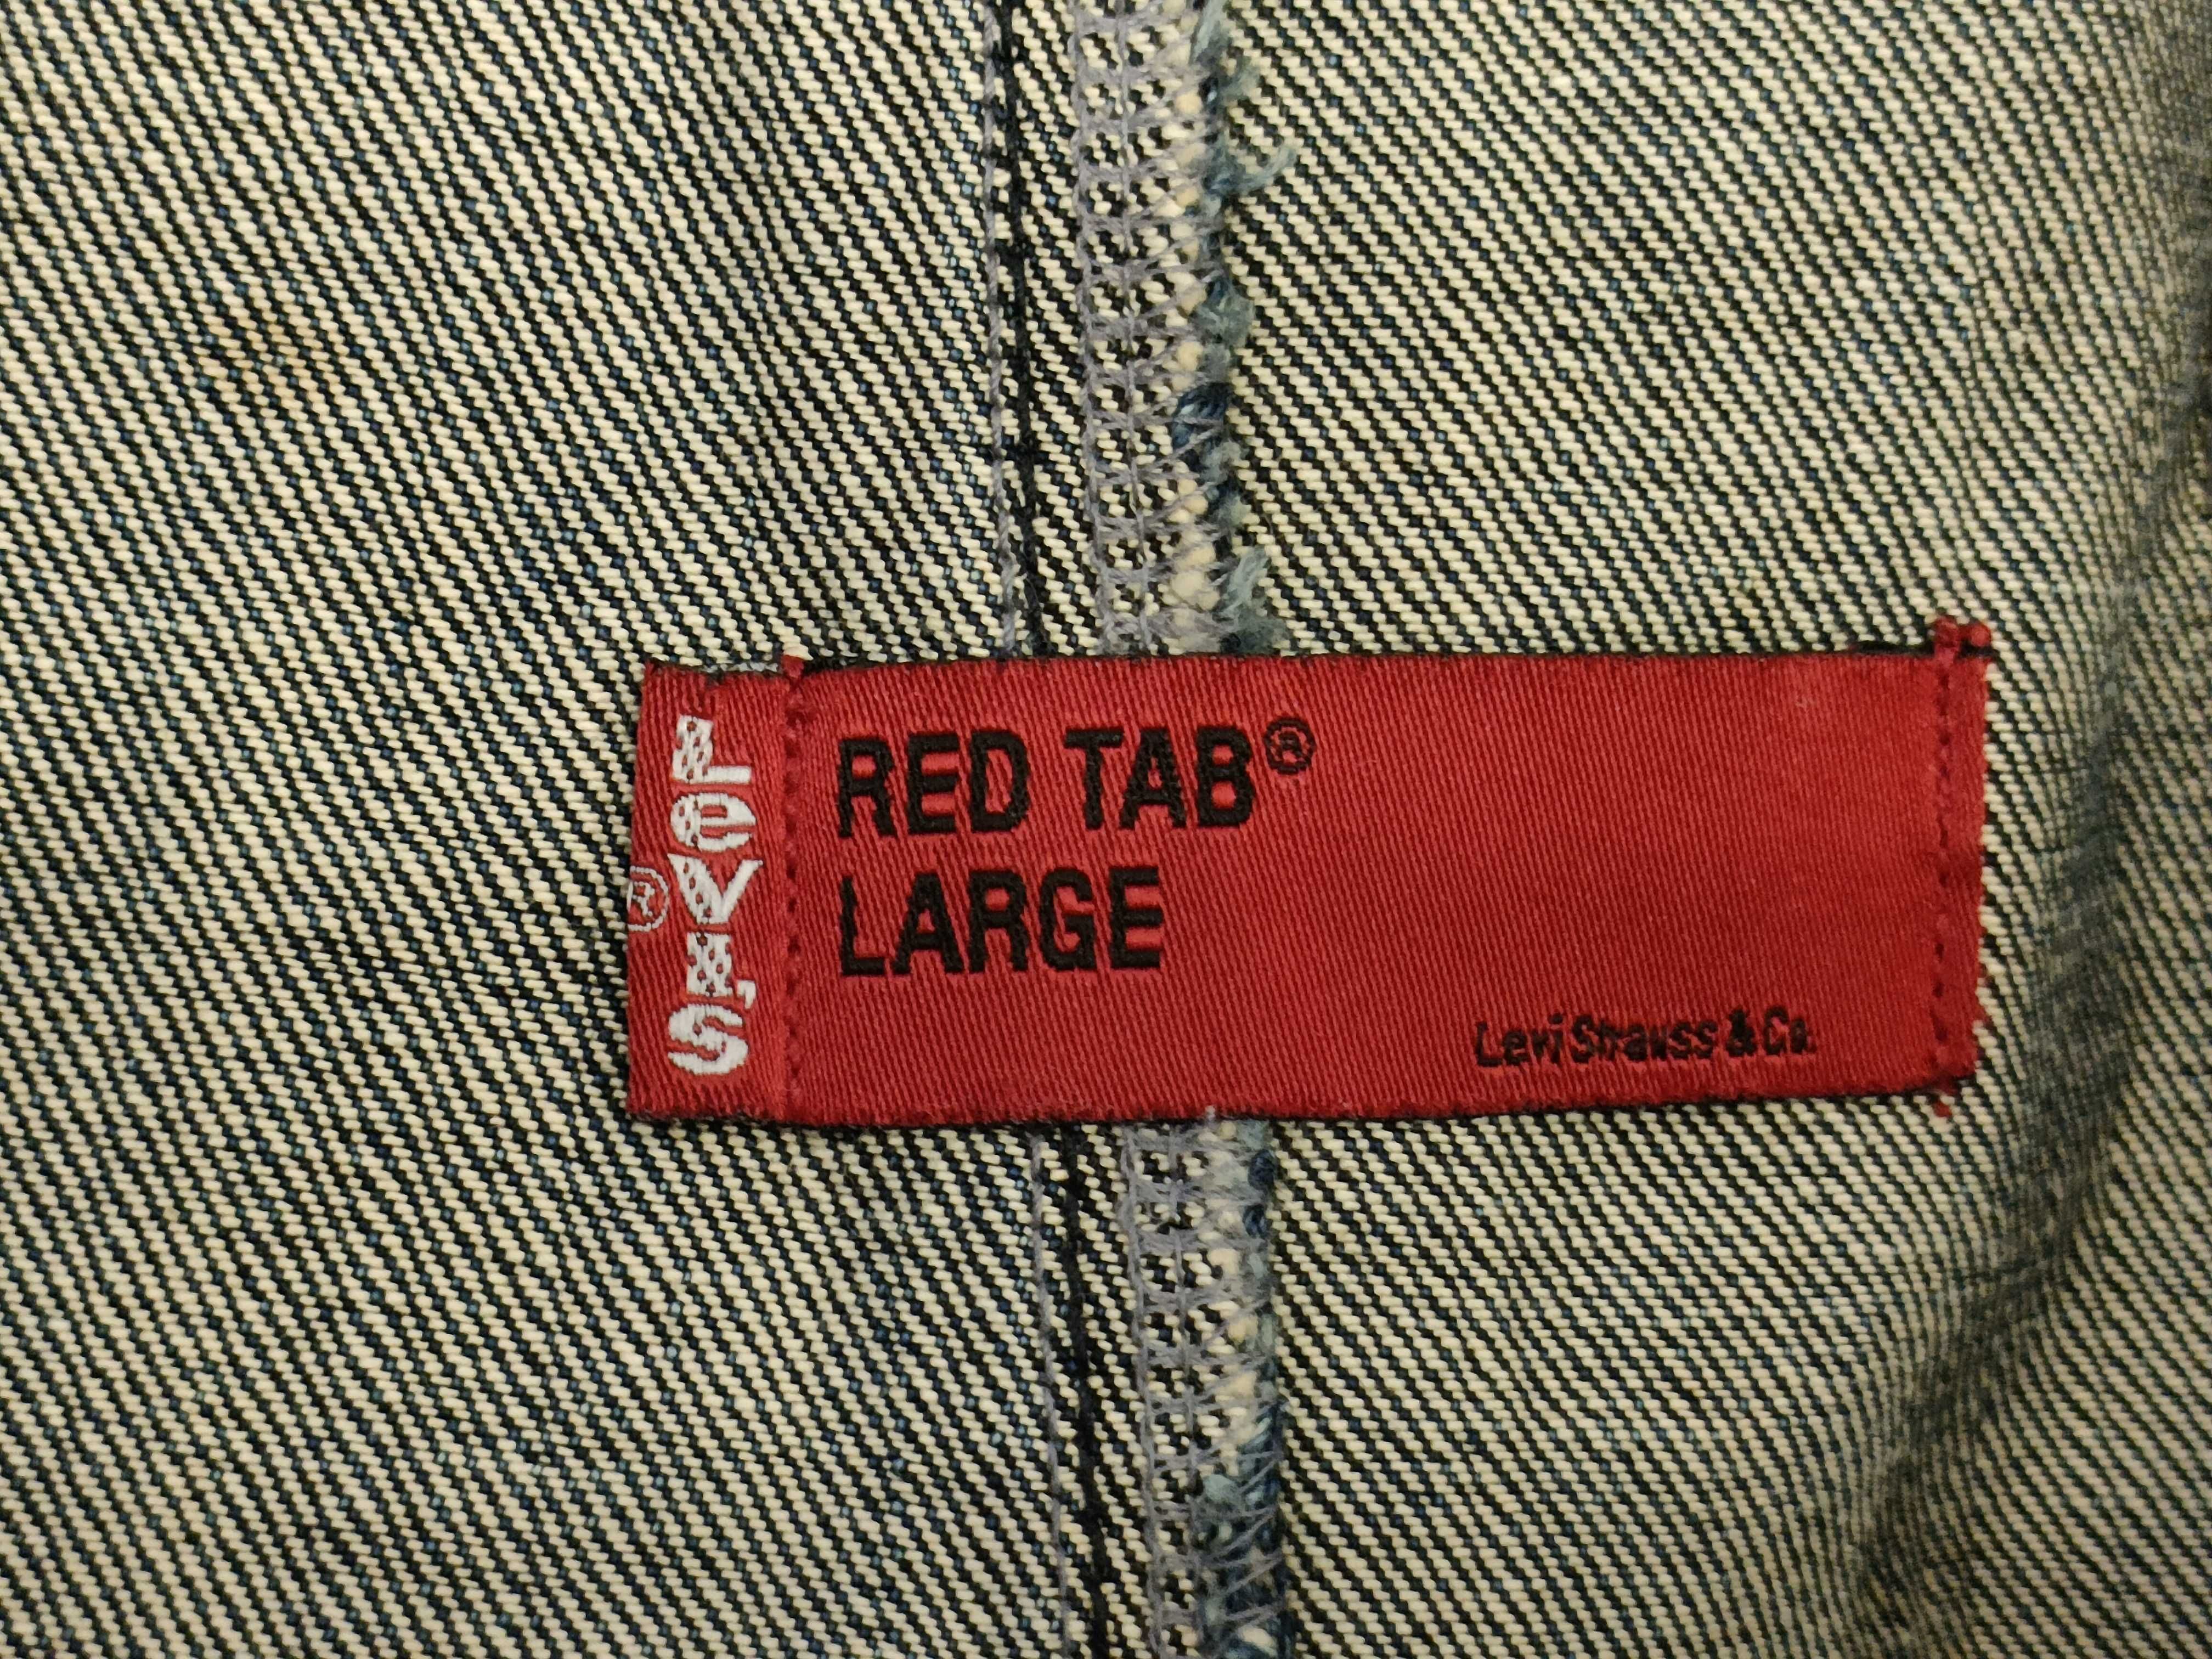 LeVI'S
®
RED TAB®
LARGE
Levi Strauss & Co.